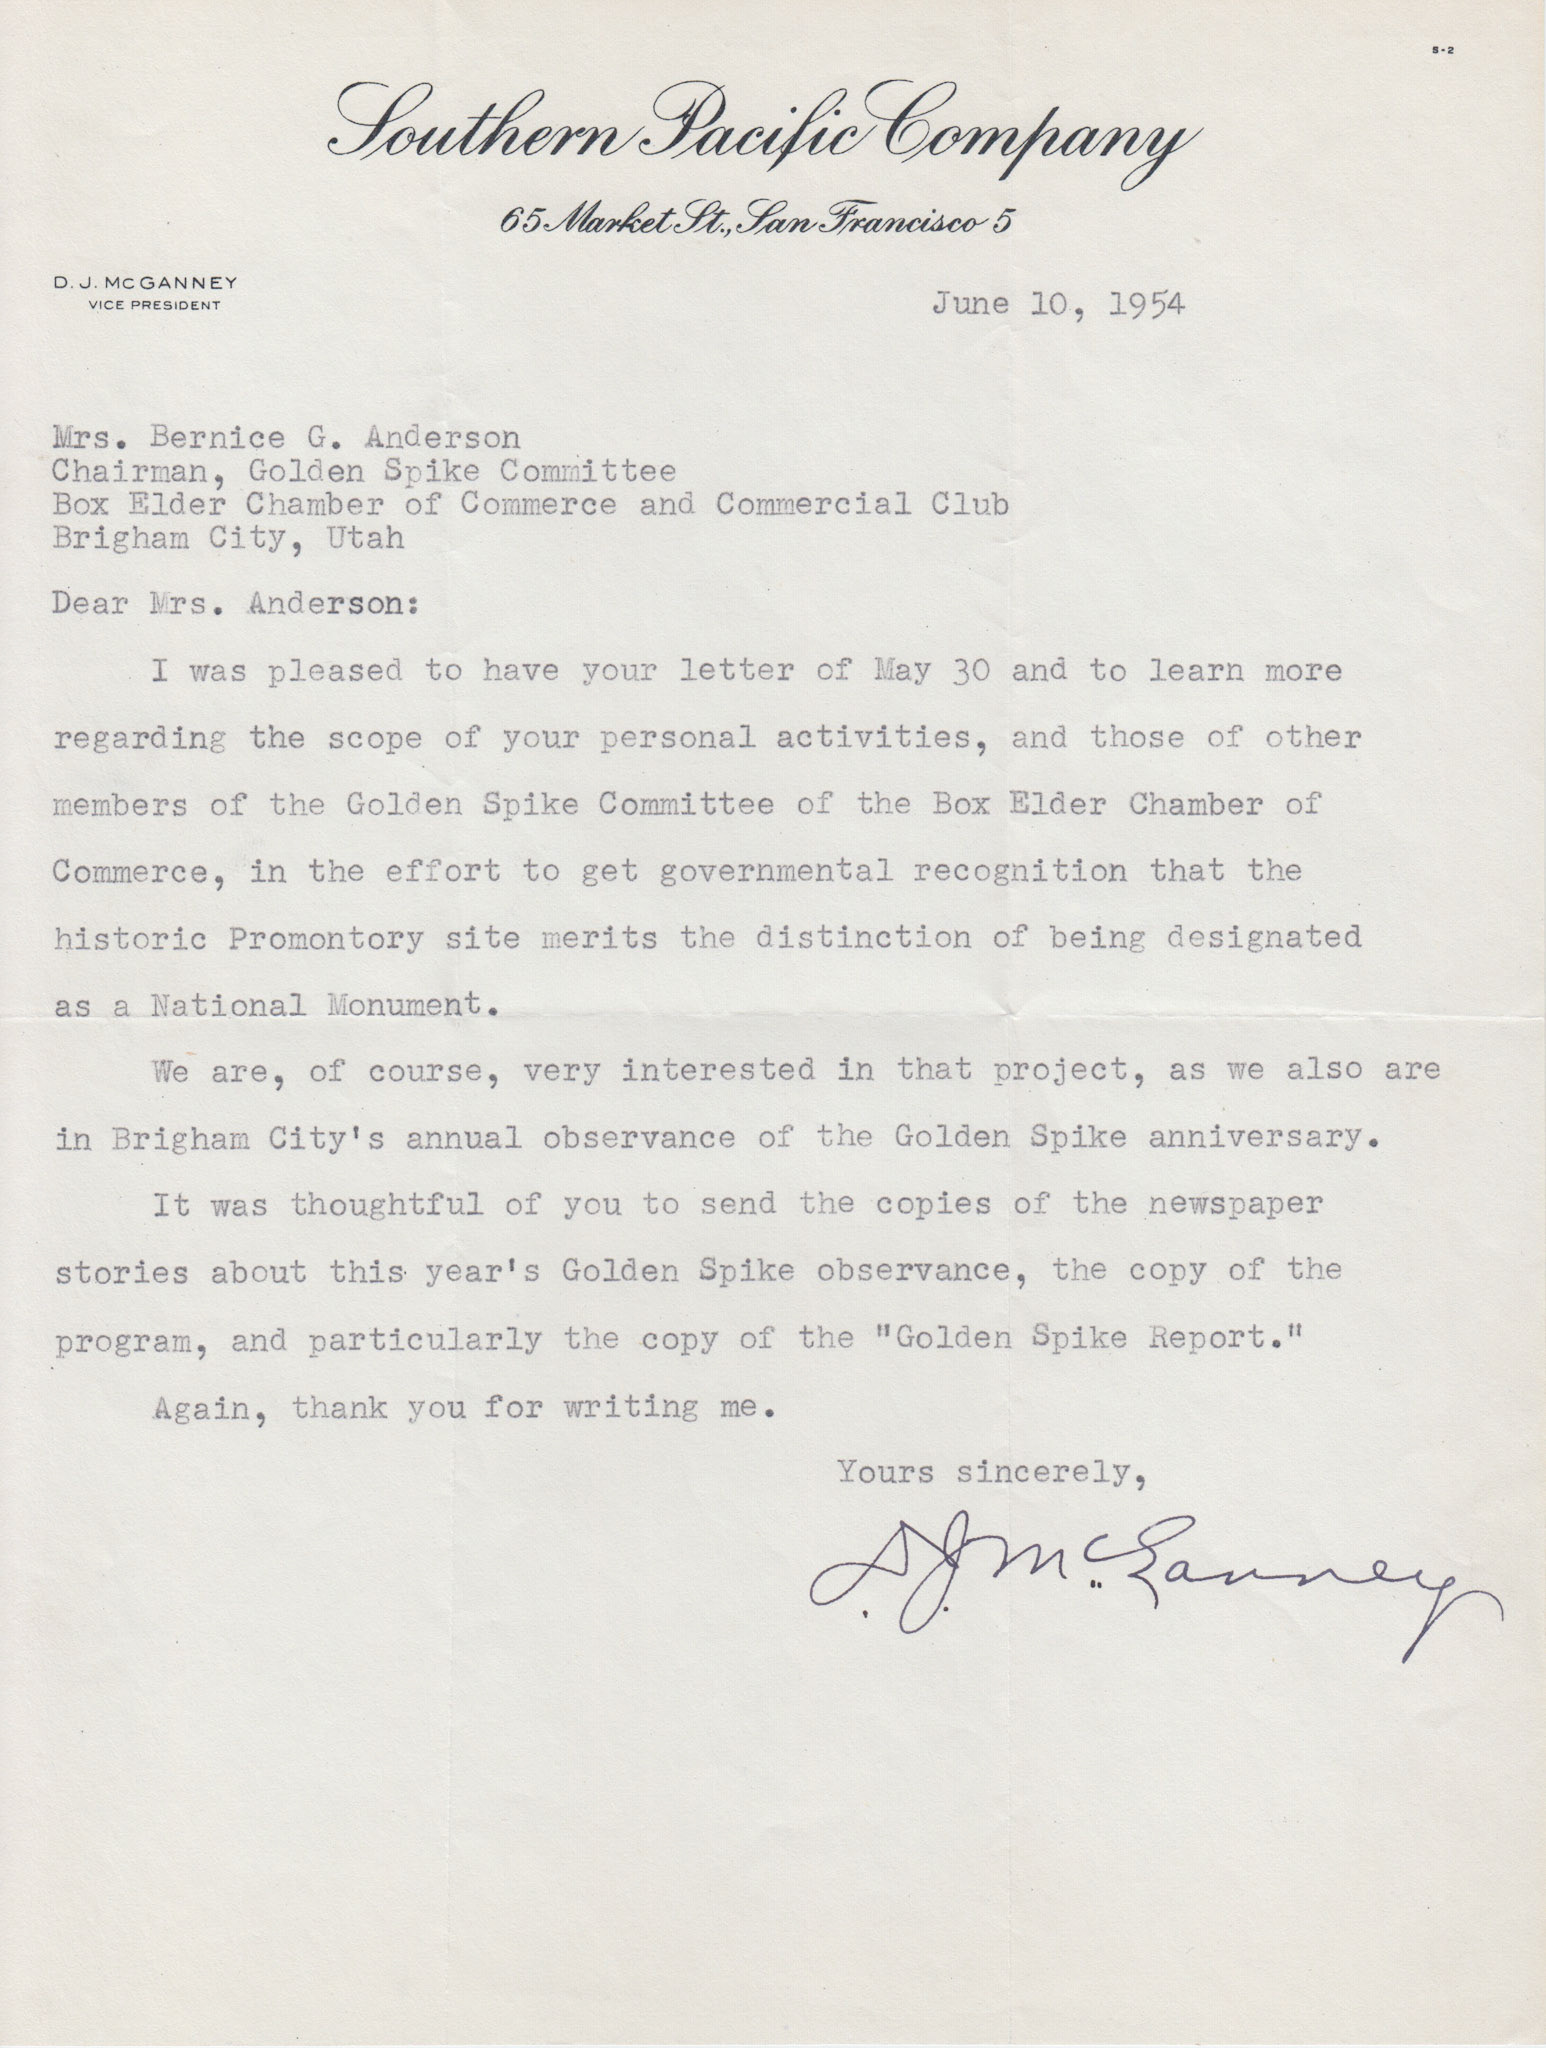 S-2
Southern Pacific Company
65 Market St., San Francisco 5
D. J. McGANNEY
VICE PRESIDENT
June 10, 1954
Mrs. Bernice G. Anderson
Chairman, Golden Spike Committee
Box Elder Chamber of Commerce and Commercial Club
Brigham City, Utah
Dear Mrs. Anderson:
I was pleased to have your letter of May 30 and to learn more
regarding the scope of your personal activities, and those of other
members of the Golden Spike Committee of the Box Elder Chamber of
Commerce, in the effort to get governmental recognition that the
historic Promontory site merits the distinction of being designated
as a National Monument.
We are, of course, very interested in that project, as we also are
in Brigham City's annual observance of the Golden Spike anniversary.
It was thoughtful of you to send the copies of the newspaper
stories about this year's Golden Spike observance, the copy of the
program, and particularly the copy of the "Golden Spike Report."
Again, thank you for writing me.
Yours sincerely,
D. J. McGanney